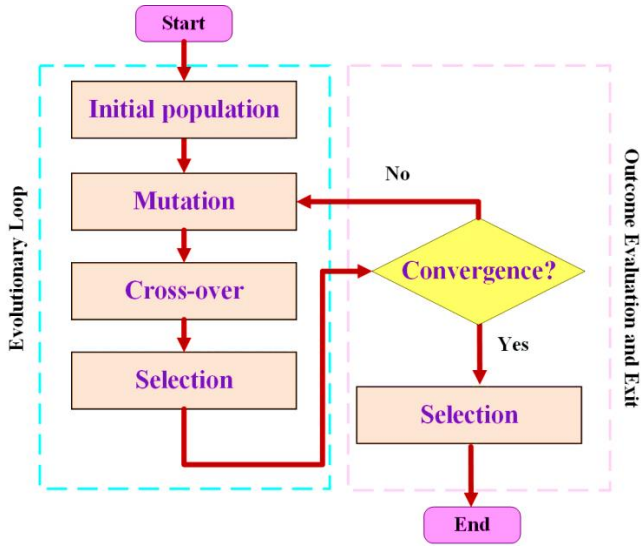 Start
Evolutionary Loop
Initial population
Mutation
Cross-over
Selection
No
Convergence?
Yes
Selection
End
Outcome Evaluation and Exit